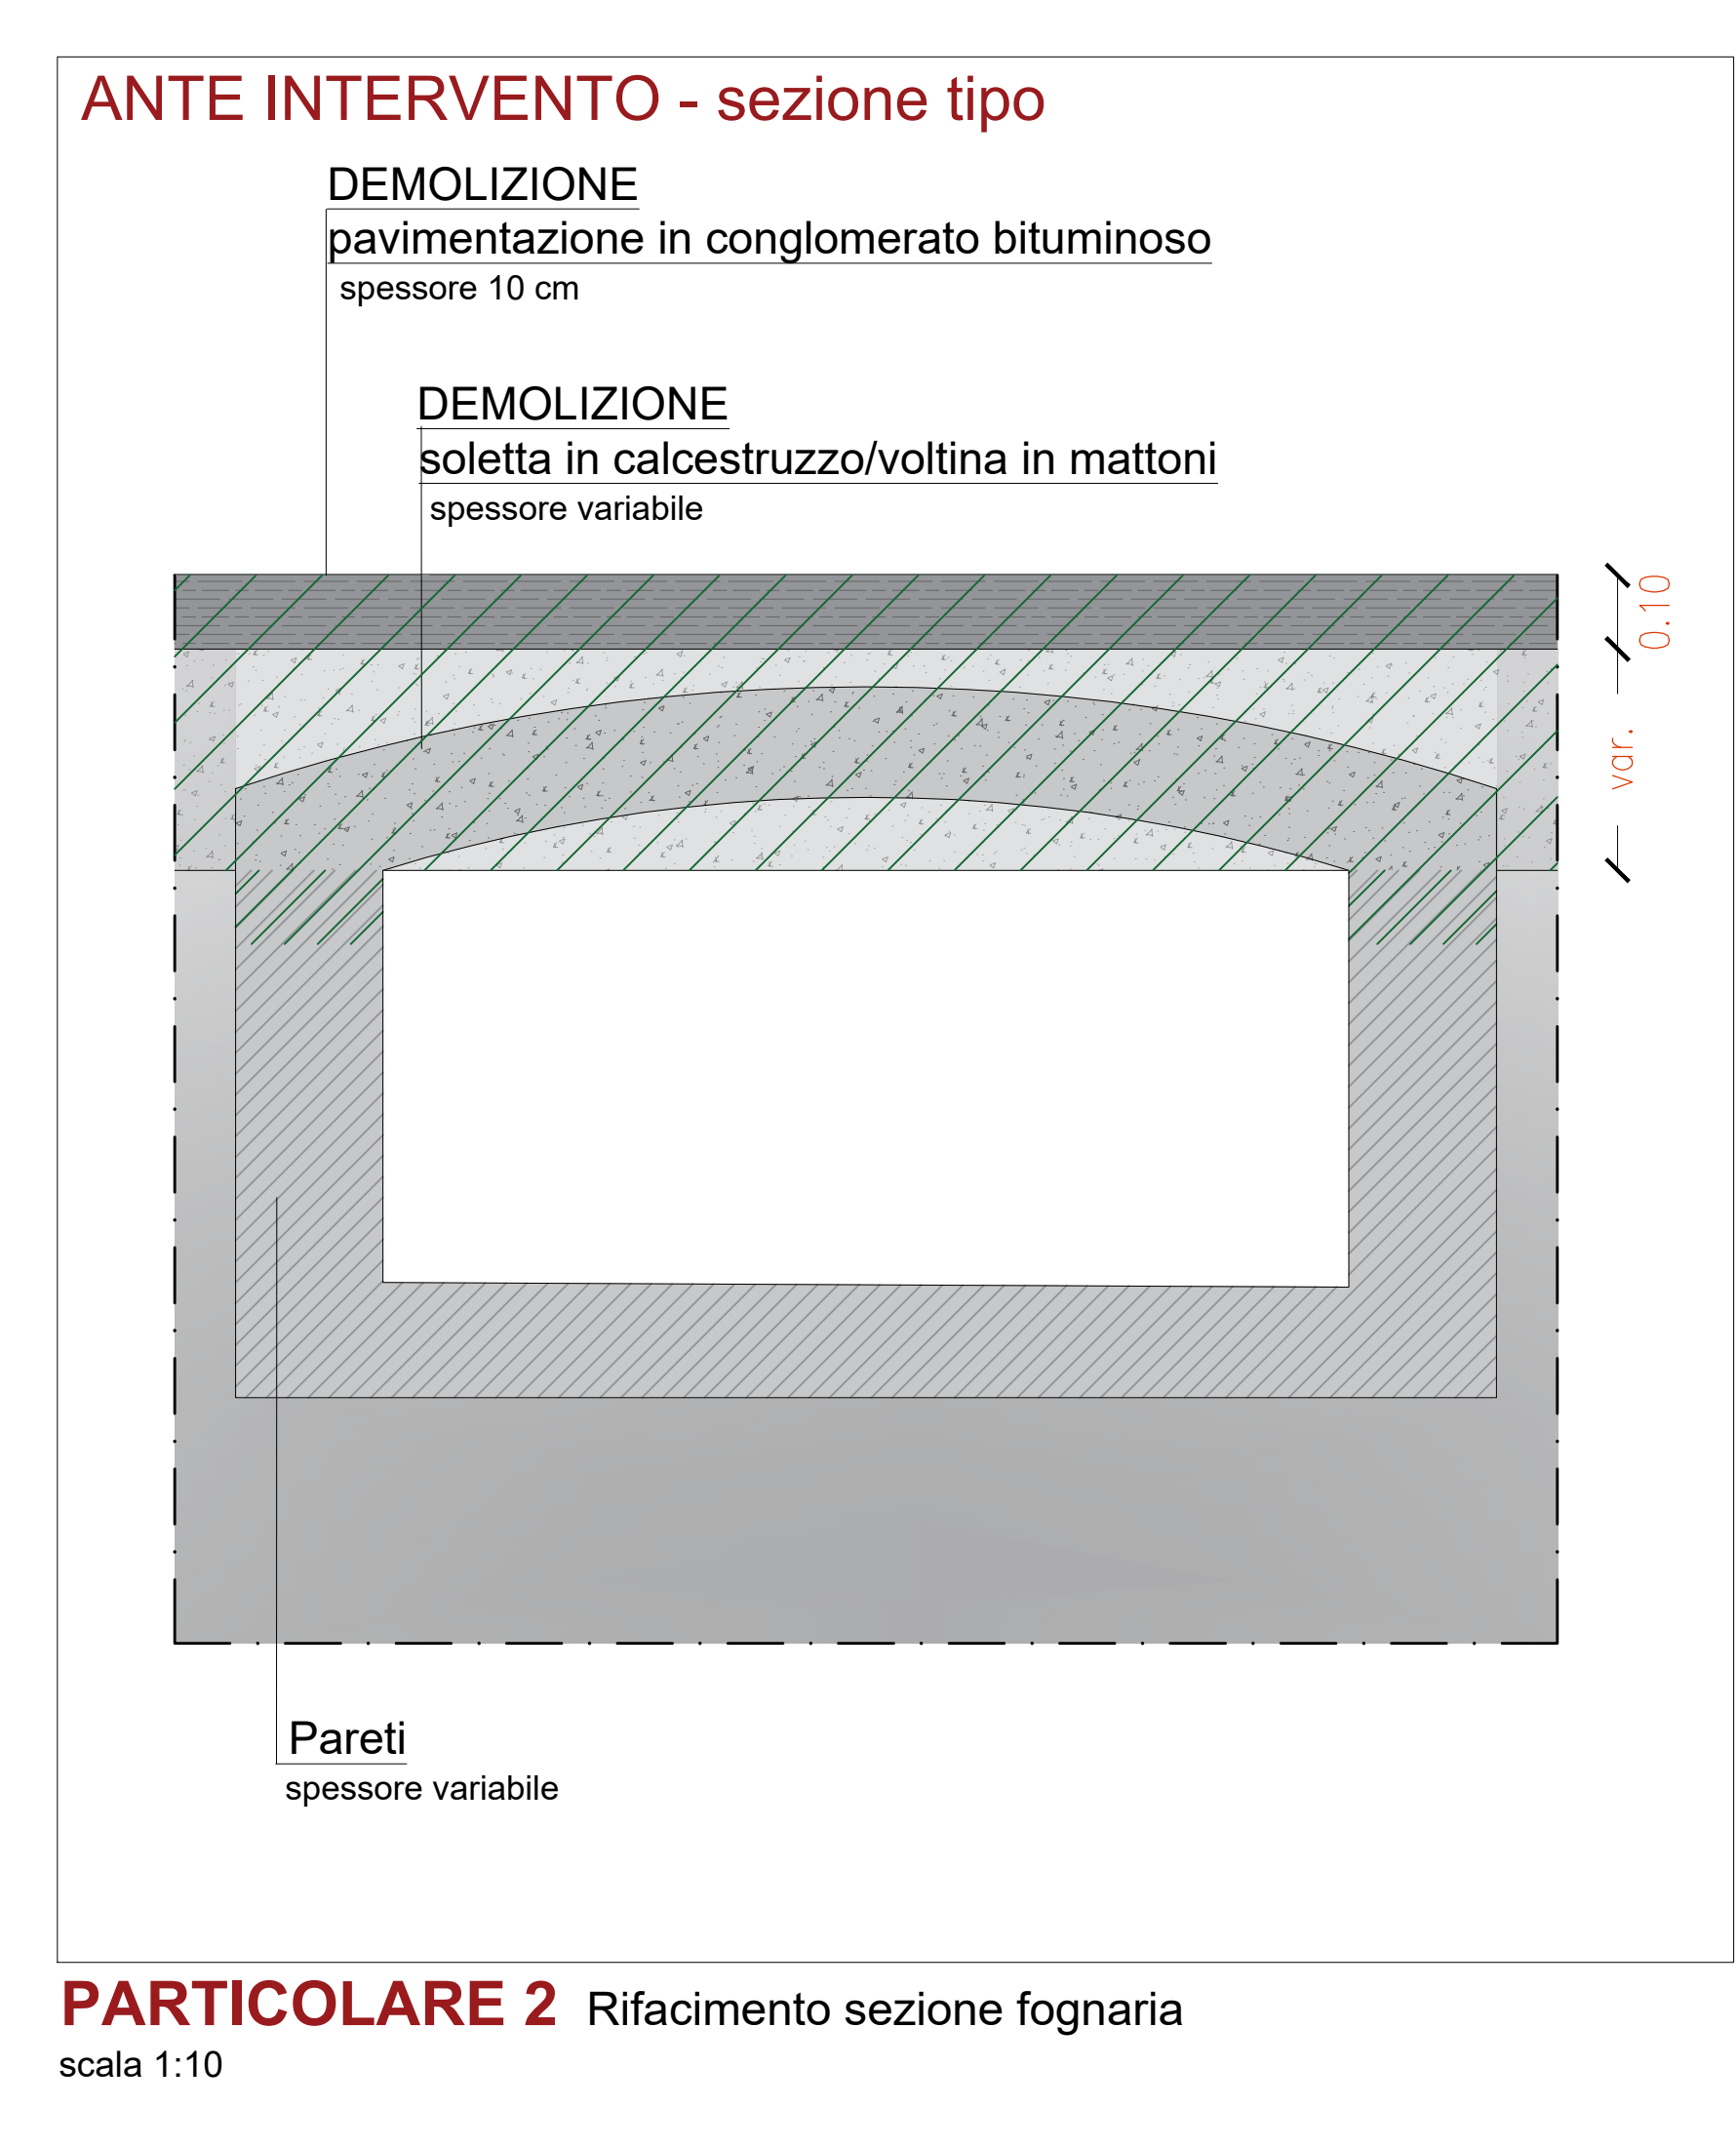 ANTE INTERVENTO - sezione tipo
DEMOLIZIONE
pavimentazione in conglomerato bituminoso
spessore 10 cm
DEMOLIZIONE
soletta in calcestruzzo/voltina in mattoni
spessore variabile
0.10
var.
Pareti
spessore variabile
PARTICOLARE 2 Rifacimento sezione fognaria
scala 1:10